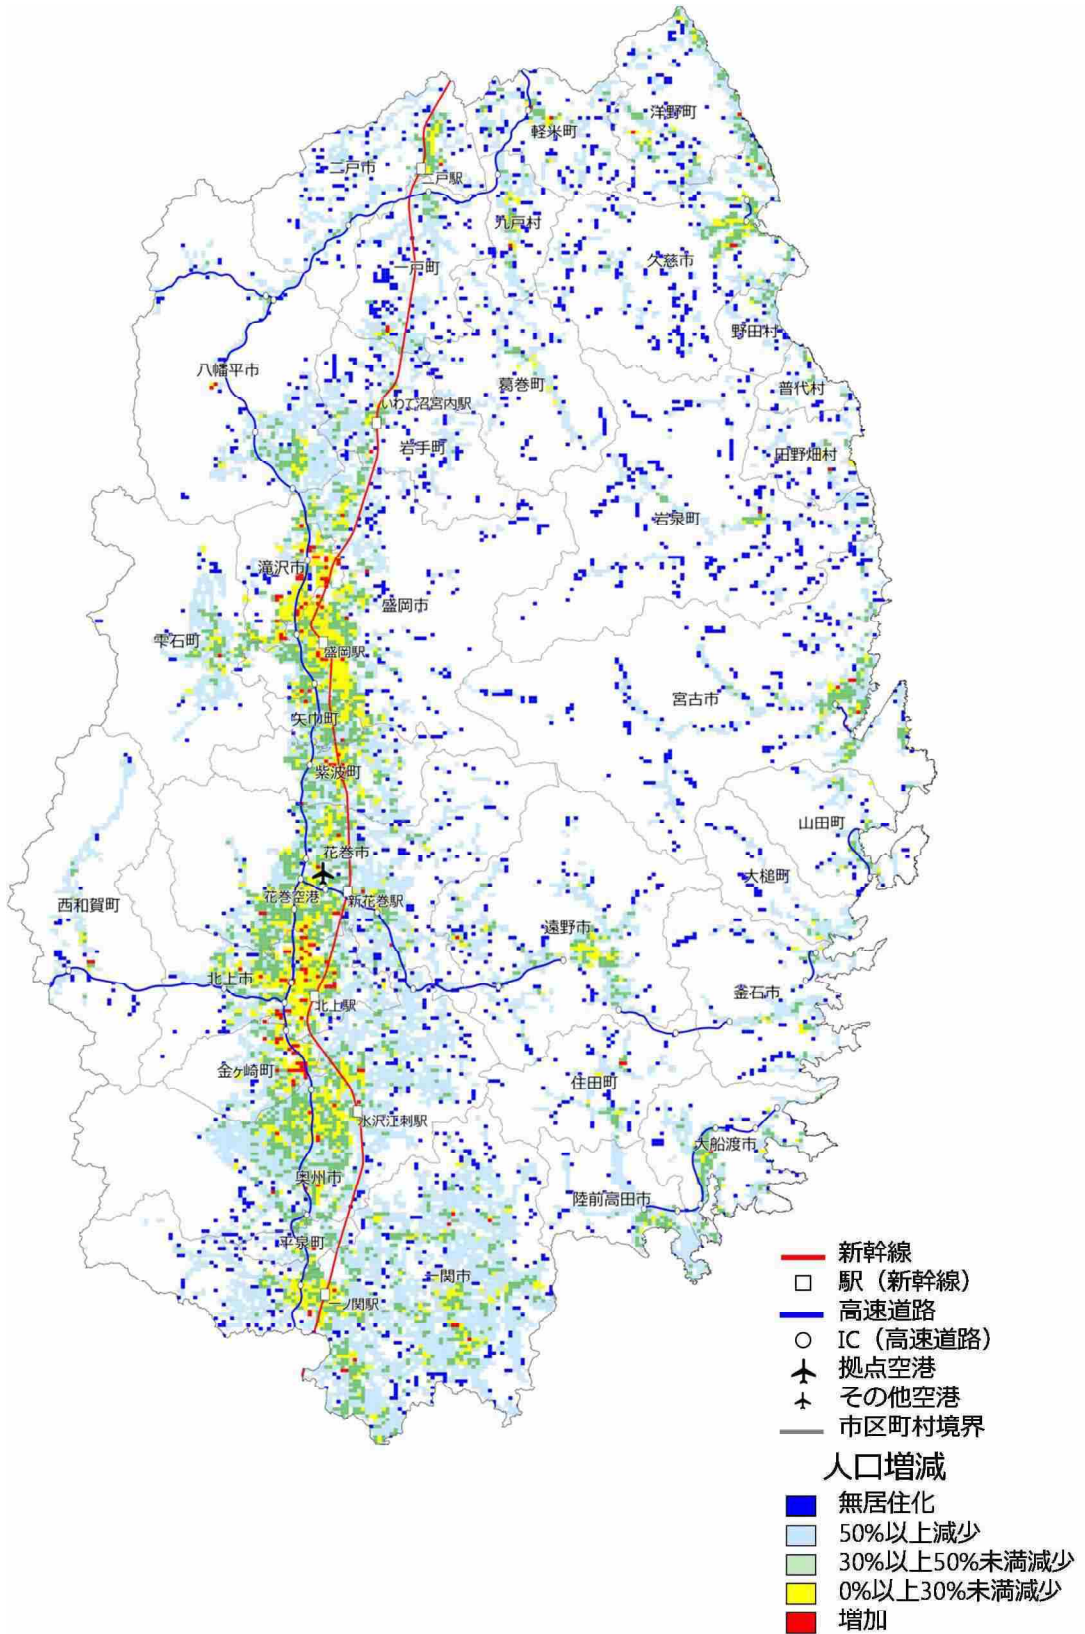 洋野町
軽米町
二戸市
二戸駅
九戸村
久慈市
一戸町
野田村
八幡平市
葛巻町
普代村
いわて沼宮内駅
岩手町
田野畑村
岩泉町
滝沢市
盛岡市
雫石町
盛岡駅
宮古市
矢巾町
紫波町
山田町
花巻市
大槌町
花巻空港
新花巻駅
西和賀町
遠野市
北上市
釜石市
北上駅
金ヶ崎町
住田町
水沢江刺駅
大船渡市
奥州市
陸前高田市
平泉町
一関市
一ノ関駅
新幹線
駅（新幹線）
高速道路
IC（高速道路）
拠点空港
その他空港
市区町村境界
人口増減
無居住化
50%以上減少
30%以上50%未満減少
0%以上30%未満減少
増加